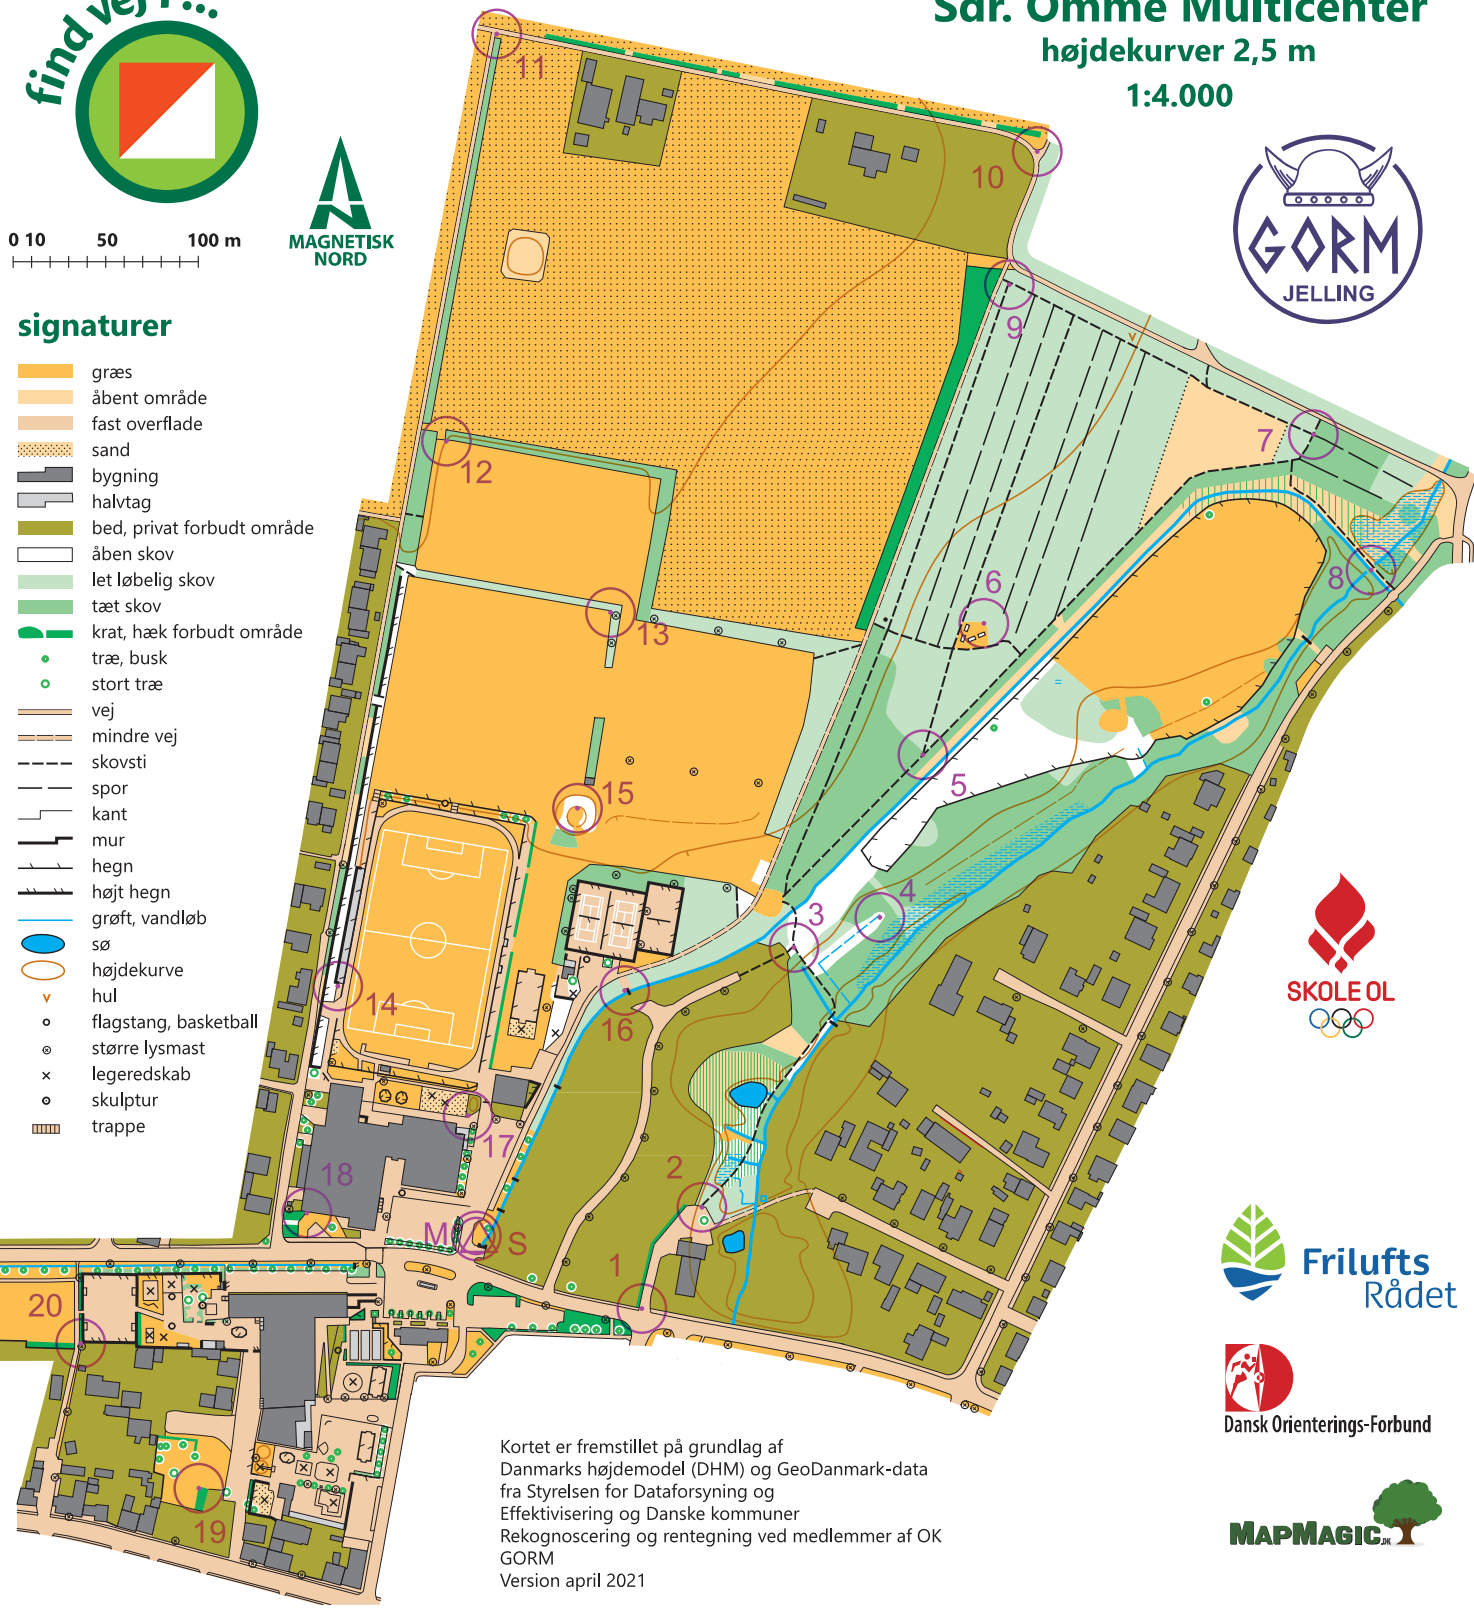 find vej i ...
Sdr. Omme Multicenter
højdekurver 2,5 m
1:4.000
MAGNETISK
NORD
0 10 50 100 m
GORM
JELLING
signaturer
græs
åbent område
fast overflade
sand
bygning
halvtag
bed, privat forbudt område
åben skov
let løbelig skov
tæt skov
krat, hæk forbudt område
træ, busk
stort træ
vej
mindre vej
skovsti
spor
kant
mur
hegn
højt hegn
grøft, vandløb
sø
højdekurve
hul
flagstang, basketball
større lysmast
legeredskab
skulptur
trappe
11
10
9
7
12
8
6
13
5
15
4
3
14
16
17
2
18
M
S
1
20
19
SKOLE OL
Frilufts
Rådet
Dansk Orienterings-Forbund
MAPMAGIC.DK
Kortet er fremstillet på grundlag af
Danmarks højdemodel (DHM) og GeoDanmark-data
fra Styrelsen for Dataforsyning og
Effektivisering og Danske kommuner
Rekognoscering og rentegning ved medlemmer af OK
GORM
Version april 2021